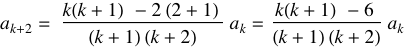 a_{k+2} = \frac{k(k+1) - 2(2+1)}{(k+1)(k+2)} a_k = \frac{k(k+1) - 6}{(k+1)(k+2)} a_k